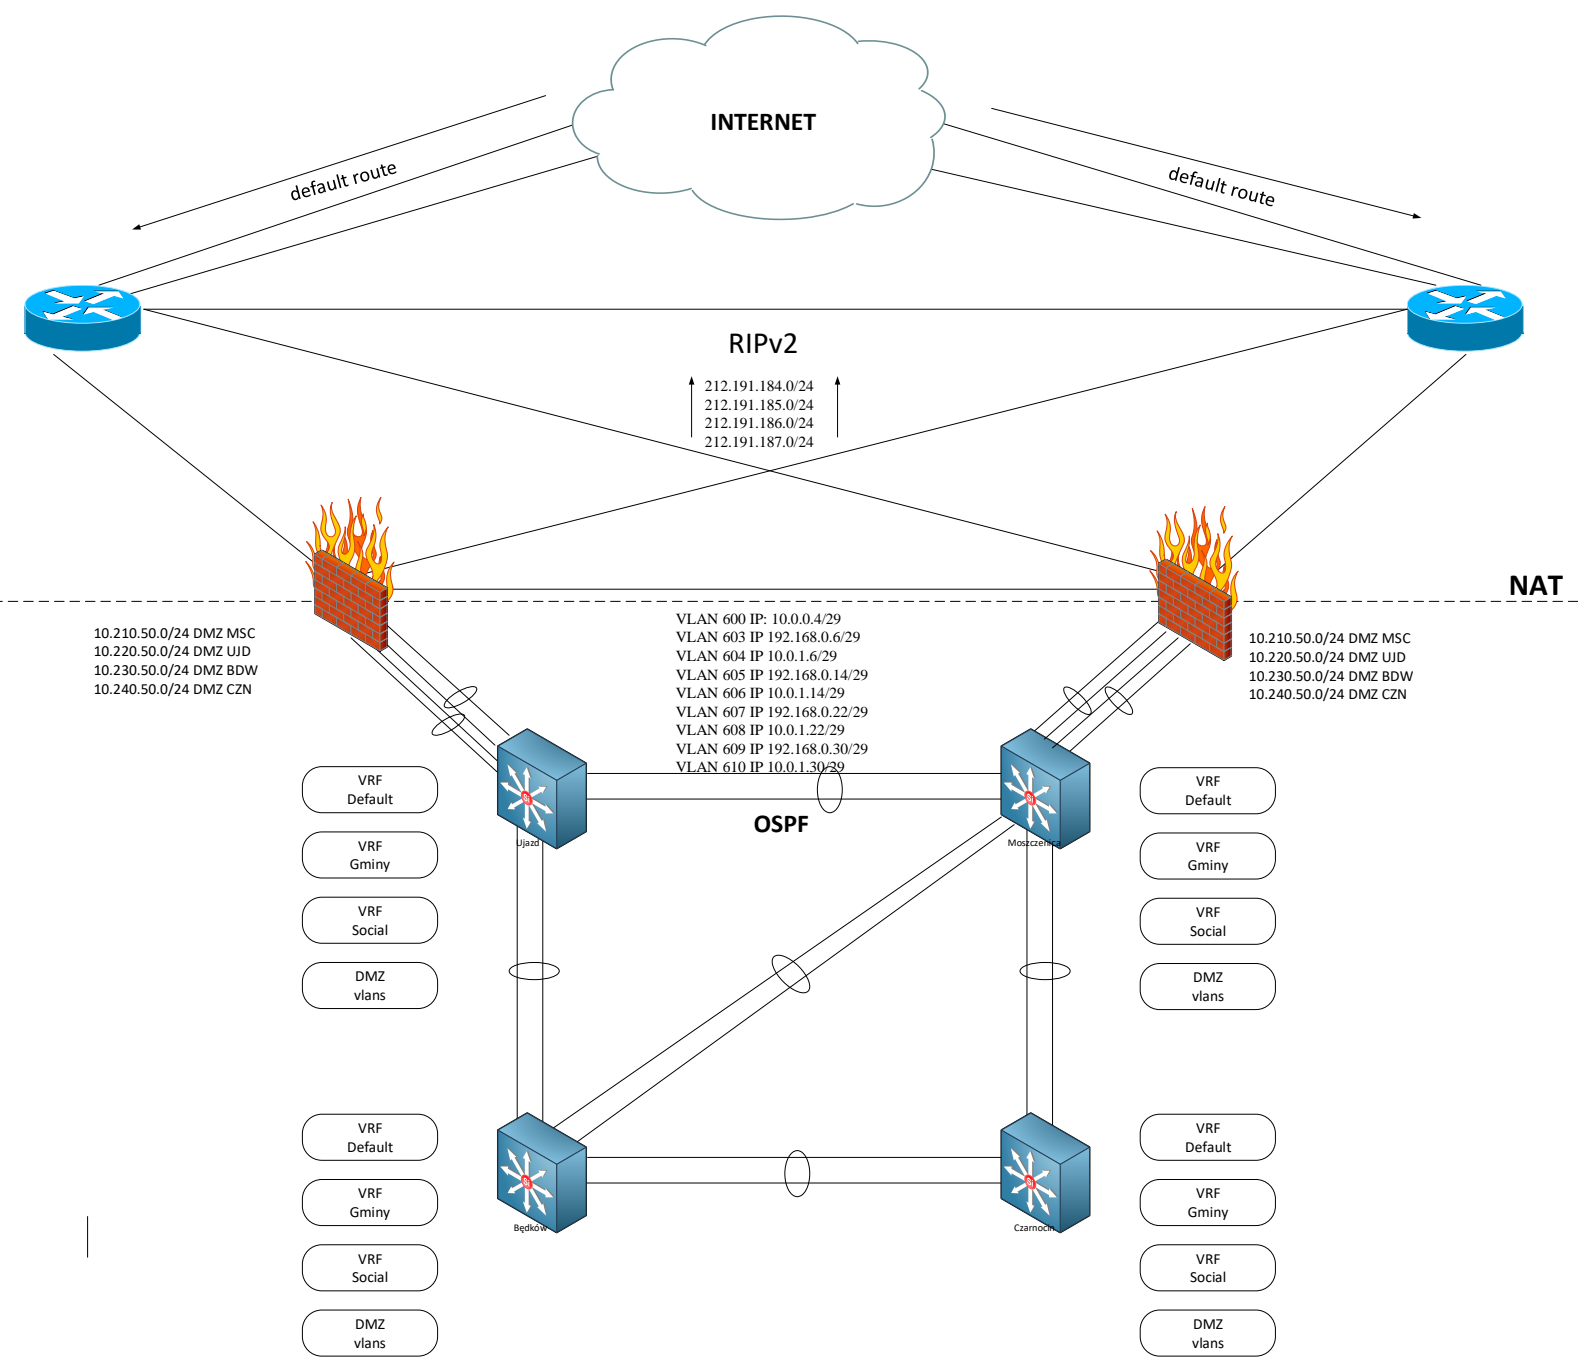 INTERNET
default route
default route
RIPv2
212.191.184.0/24
212.191.185.0/24
212.191.186.0/24
212.191.187.0/24
NAT
10.210.50.0/24 DMZ MSC
10.220.50.0/24 DMZ UJD
10.230.50.0/24 DMZ BDW
10.240.50.0/24 DMZ CZN
VLAN 600 IP: 10.0.0.4/29
VLAN 603 IP 192.168.0.6/29
VLAN 604 IP 10.0.1.6/29
VLAN 605 IP 192.168.0.14/29
VLAN 606 IP 10.0.1.14/29
VLAN 607 IP 192.168.0.22/29
VLAN 608 IP 10.0.1.22/29
VLAN 609 IP 192.168.0.30/29
VLAN 610 IP 10.0.1.30/29
10.210.50.0/24 DMZ MSC
10.220.50.0/24 DMZ UJD
10.230.50.0/24 DMZ BDW
10.240.50.0/24 DMZ CZN
OSPF
Ujazd
Moszczenica
VRF
Default
VRF
Gminy
VRF
Social
DMZ
vlans
VRF
Default
VRF
Gminy
VRF
Social
DMZ
vlans
Będków
Czarnocin
VRF
Default
VRF
Gminy
VRF
Social
DMZ
vlans
VRF
Default
VRF
Gminy
VRF
Social
DMZ
vlans